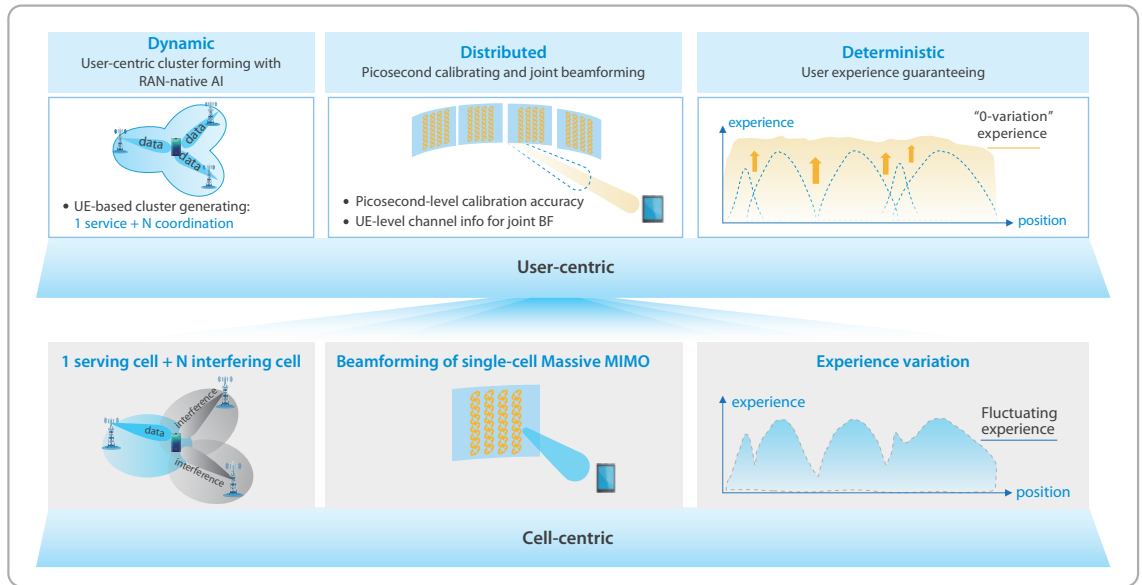 Dynamic
User-centric cluster forming with
RAN-native AI
data
data
data
• UE-based cluster generating:
1 service + N coordination
Distributed
Picosecond calibrating and joint beamforming
• Picosecond-level calibration accuracy
• UE-level channel info for joint BF
Deterministic
User experience guaranteeing
experience
“0-variation”
experience
position
User-centric
1 serving cell + N interfering cell
interference
data
interference
Beamforming of single-cell Massive MIMO
Experience variation
experience
Fluctuating
experience
position
Cell-centric